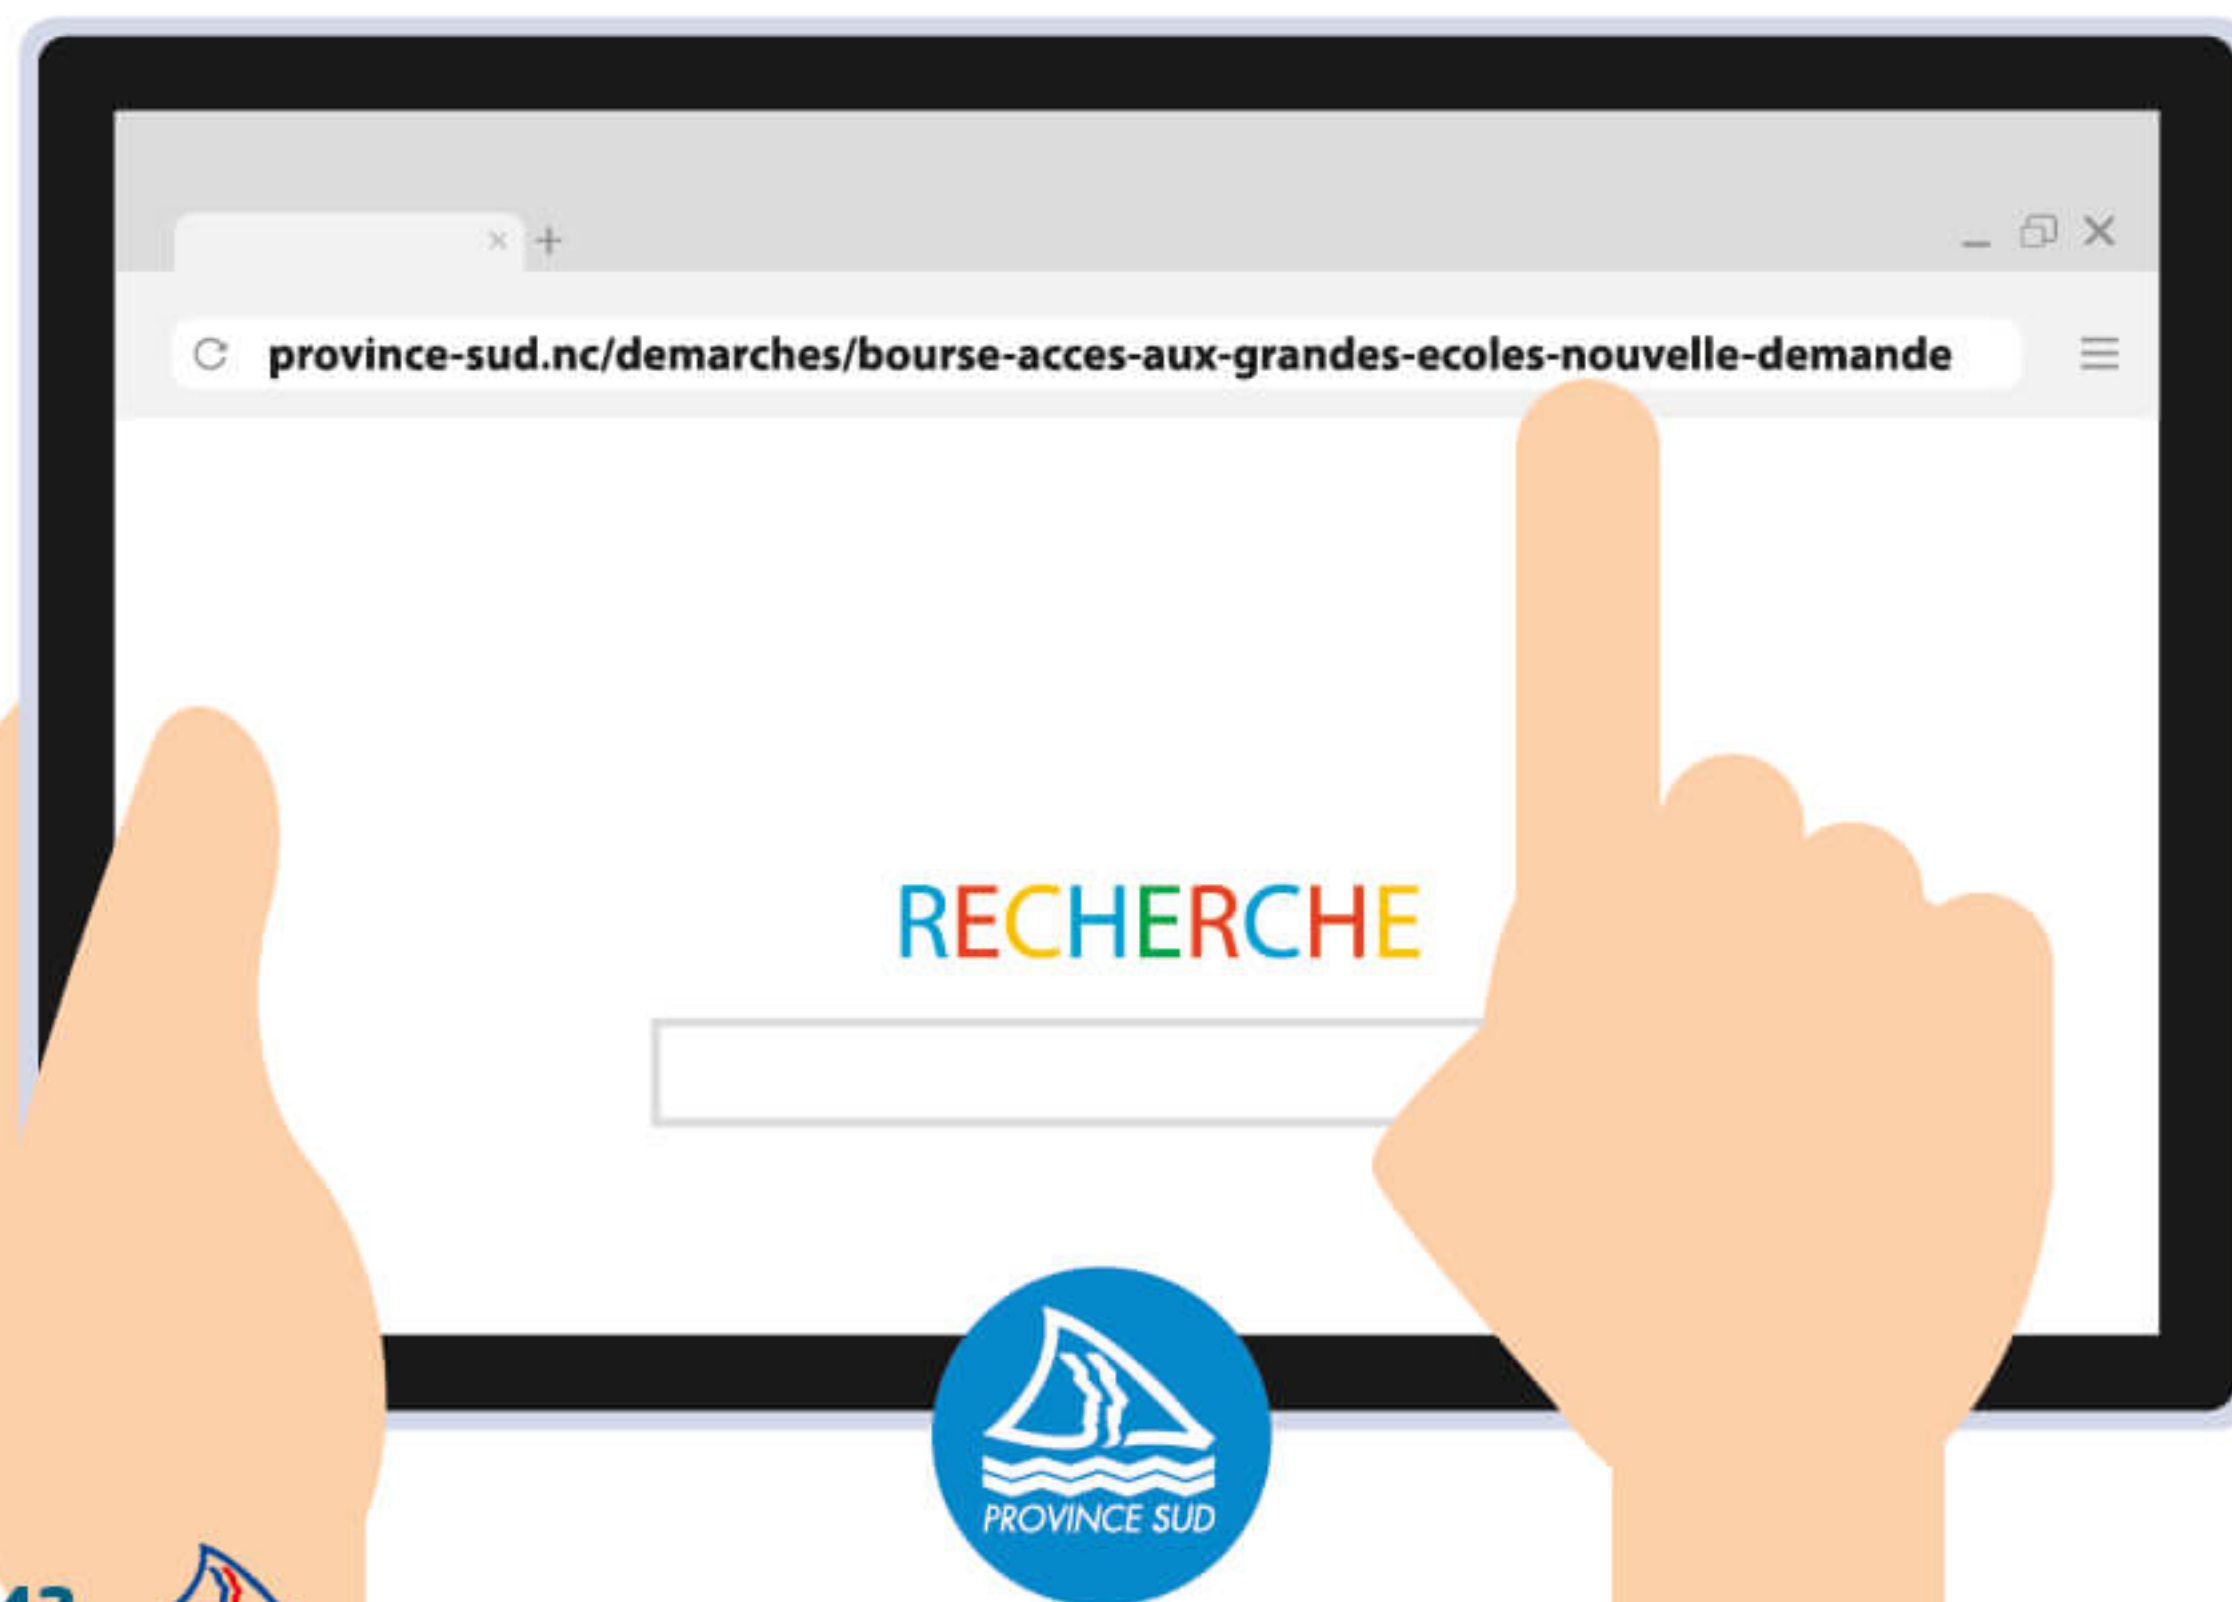 province-sud.nc/demarches/bourse-acces-aux-grandes-ecoles-nouvelle-demande
RECHERCHE
PROVINCE SUD